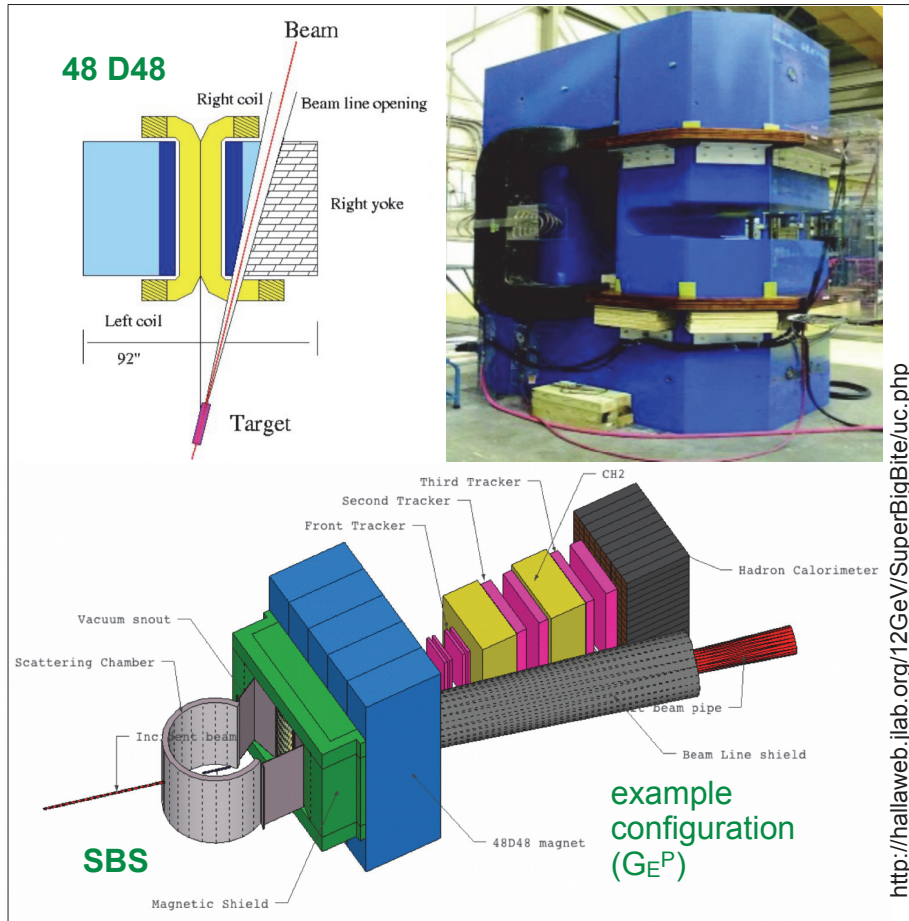 Beam
48 D48
Right coil
Beam line opening
Right yoke
Left coil
92"
Target
Third Tracker
CH2
Second Tracker
Front Tracker
Hadron Calorimeter
Vacuum snout
Scattering Chamber
Incident beam
beam pipe
Beam Line shield
example
configuration
(GEP)
48D48 magnet
SBS
Magnetic Shield
http://hallaweb.jlab.org/12GeV/SuperBigBite/uc.php